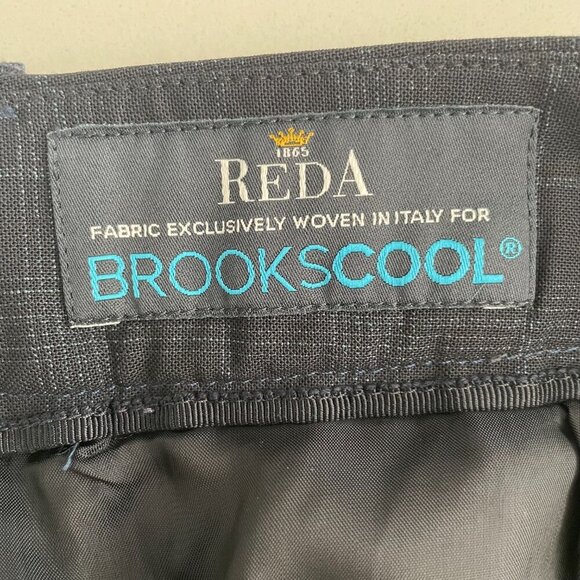 1865
REDA
FABRIC EXCLUSIVELY WOVEN IN ITALY FOR
BROOKSCOOL®